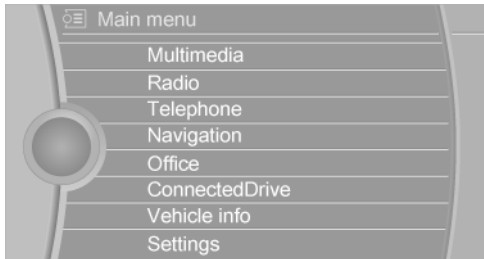 Main menu
Multimedia
Radio
Telephone
Navigation
Office
ConnectedDrive
Vehicle info
Settings